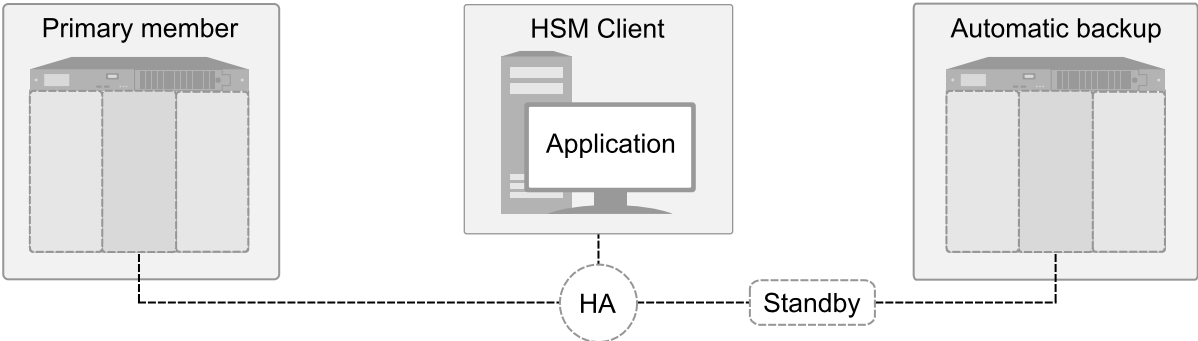 Primary member
HSM Client
Automatic backup
Application
HA
Standby